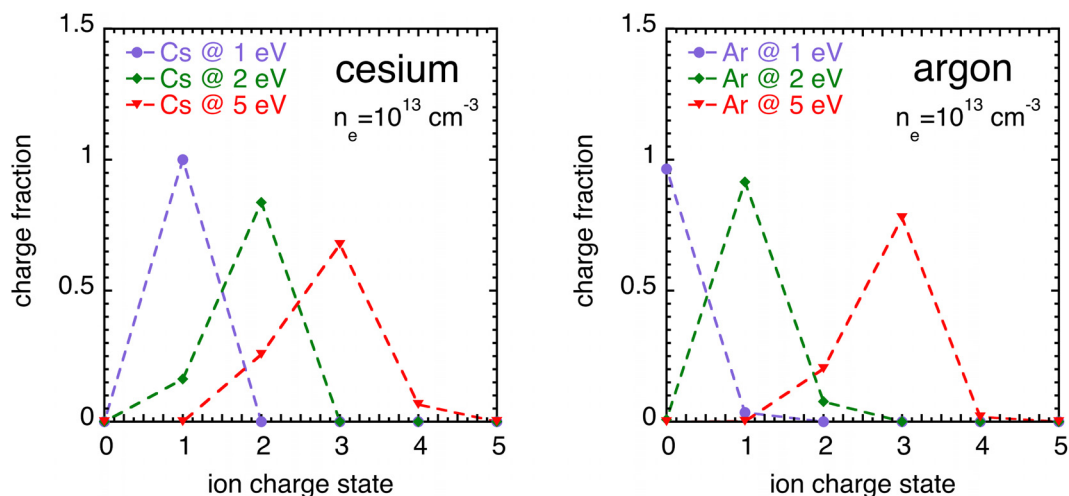 1.5
Cs @ 1 eV
Cs @ 2 eV
Cs @ 5 eV
cesium
n_e=10^13 cm^-3
1
0.5
0
charge fraction
0 1 2 3 4 5
ion charge state
1.5
Ar @ 1 eV
Ar @ 2 eV
Ar @ 5 eV
argon
n_e=10^13 cm^-3
1
0.5
0
charge fraction
0 1 2 3 4 5
ion charge state